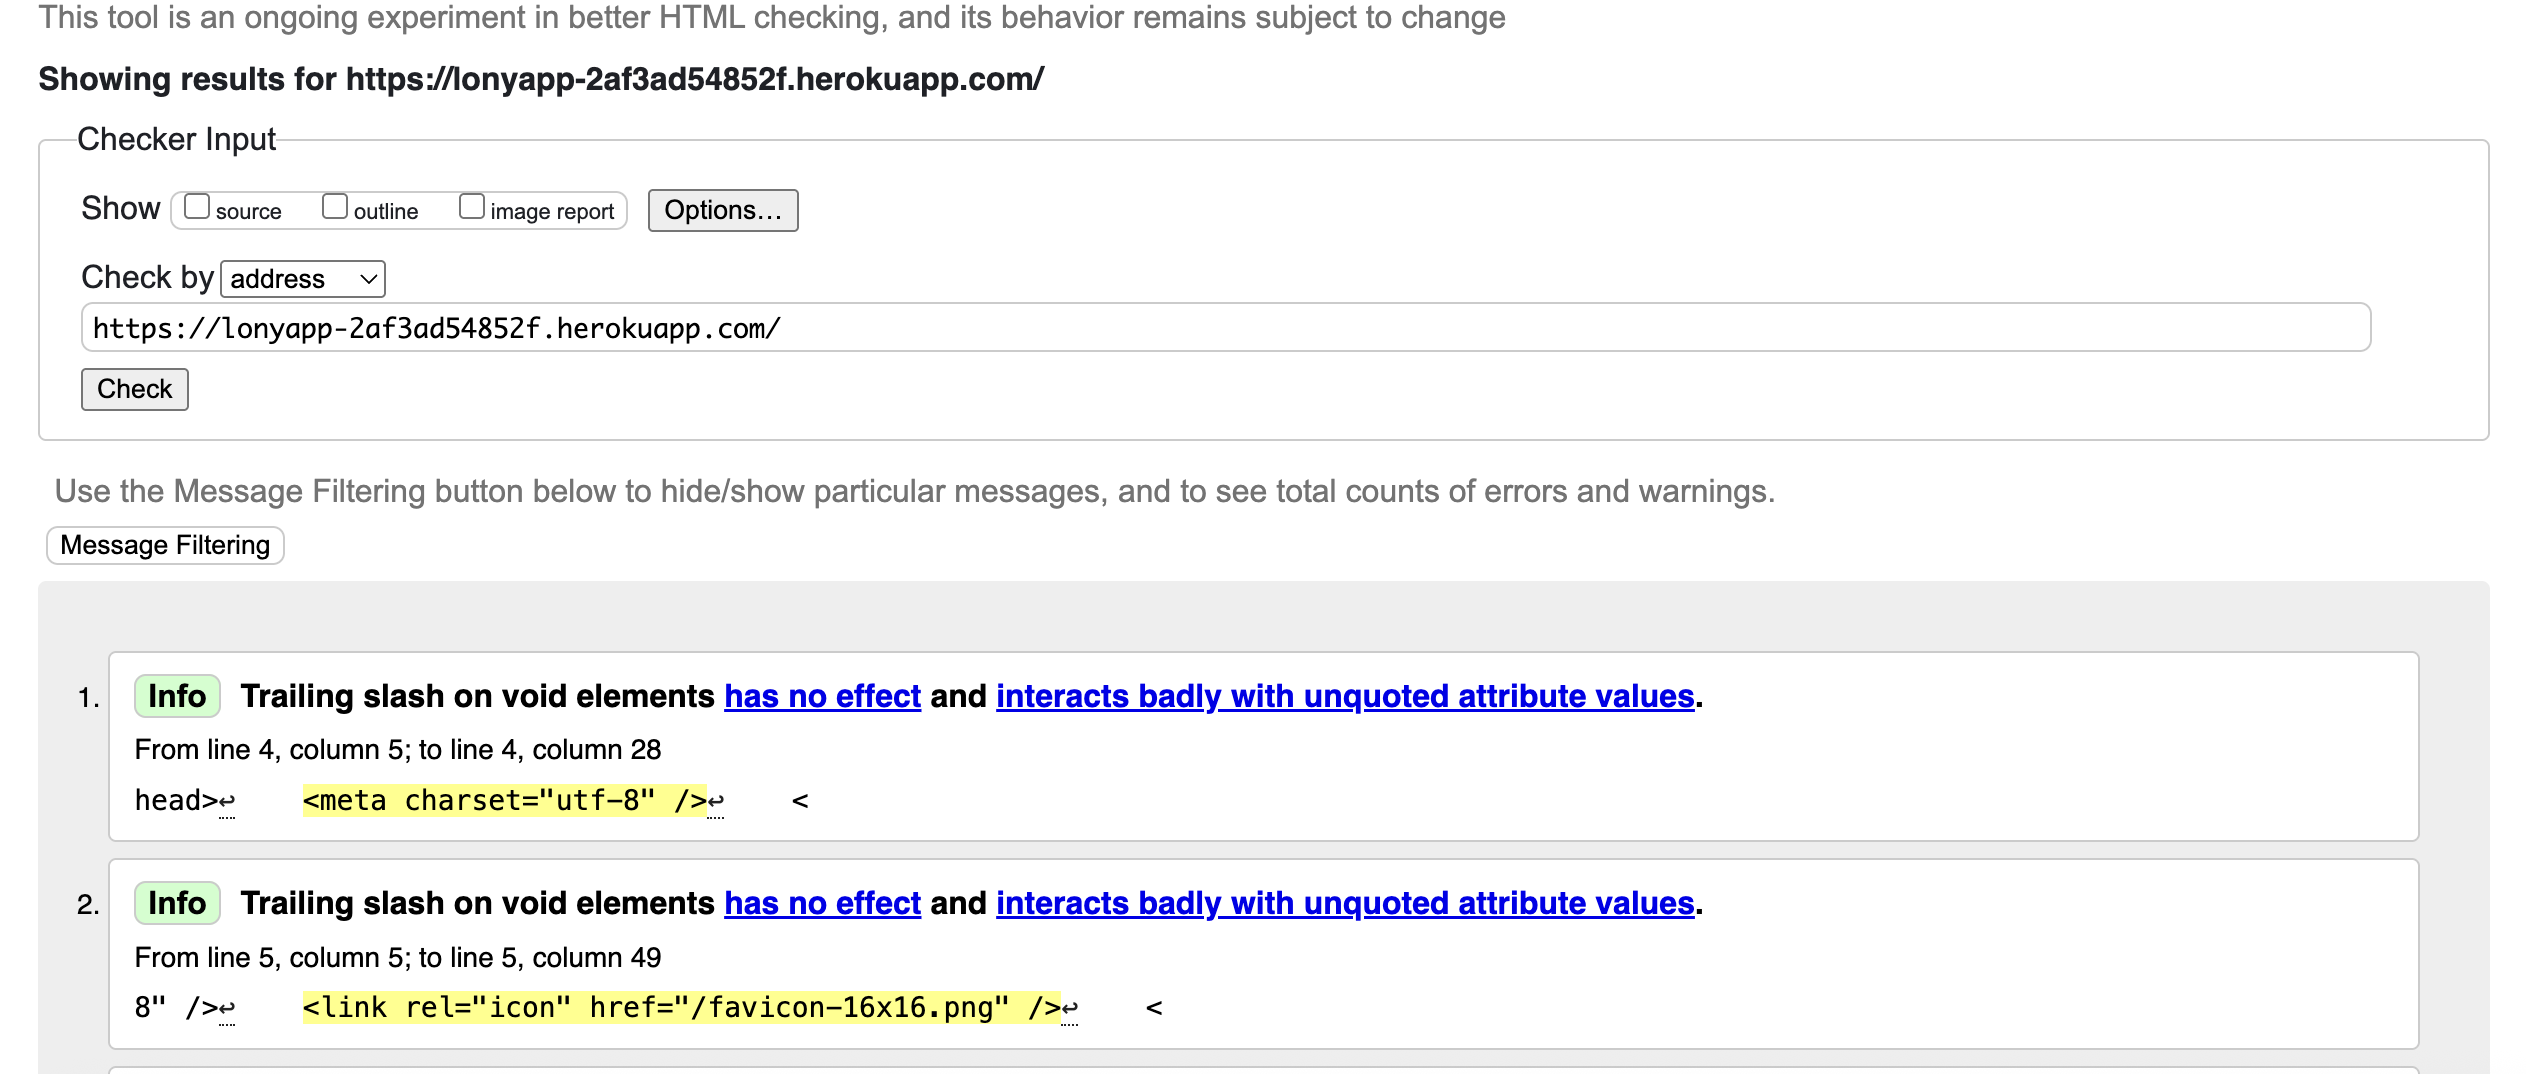 This tool is an ongoing experiment in better HTML checking, and its behavior remains subject to change
Showing results for https://lonyapp-2af3ad54852f.herokuapp.com/
Checker Input
Show source outline image report Options...
Check by address
https://lonyapp-2af3ad54852f.herokuapp.com/
Check
Use the Message Filtering button below to hide/show particular messages, and to see total counts of errors and warnings.
Message Filtering
1. Info Trailing slash on void elements has no effect and interacts badly with unquoted attribute values.
From line 4, column 5; to line 4, column 28
head>↩    <meta charset="utf-8" />↩    <
2. Info Trailing slash on void elements has no effect and interacts badly with unquoted attribute values.
From line 5, column 5; to line 5, column 49
8" />↩    <link rel="icon" href="/favicon-16x16.png" />↩    <